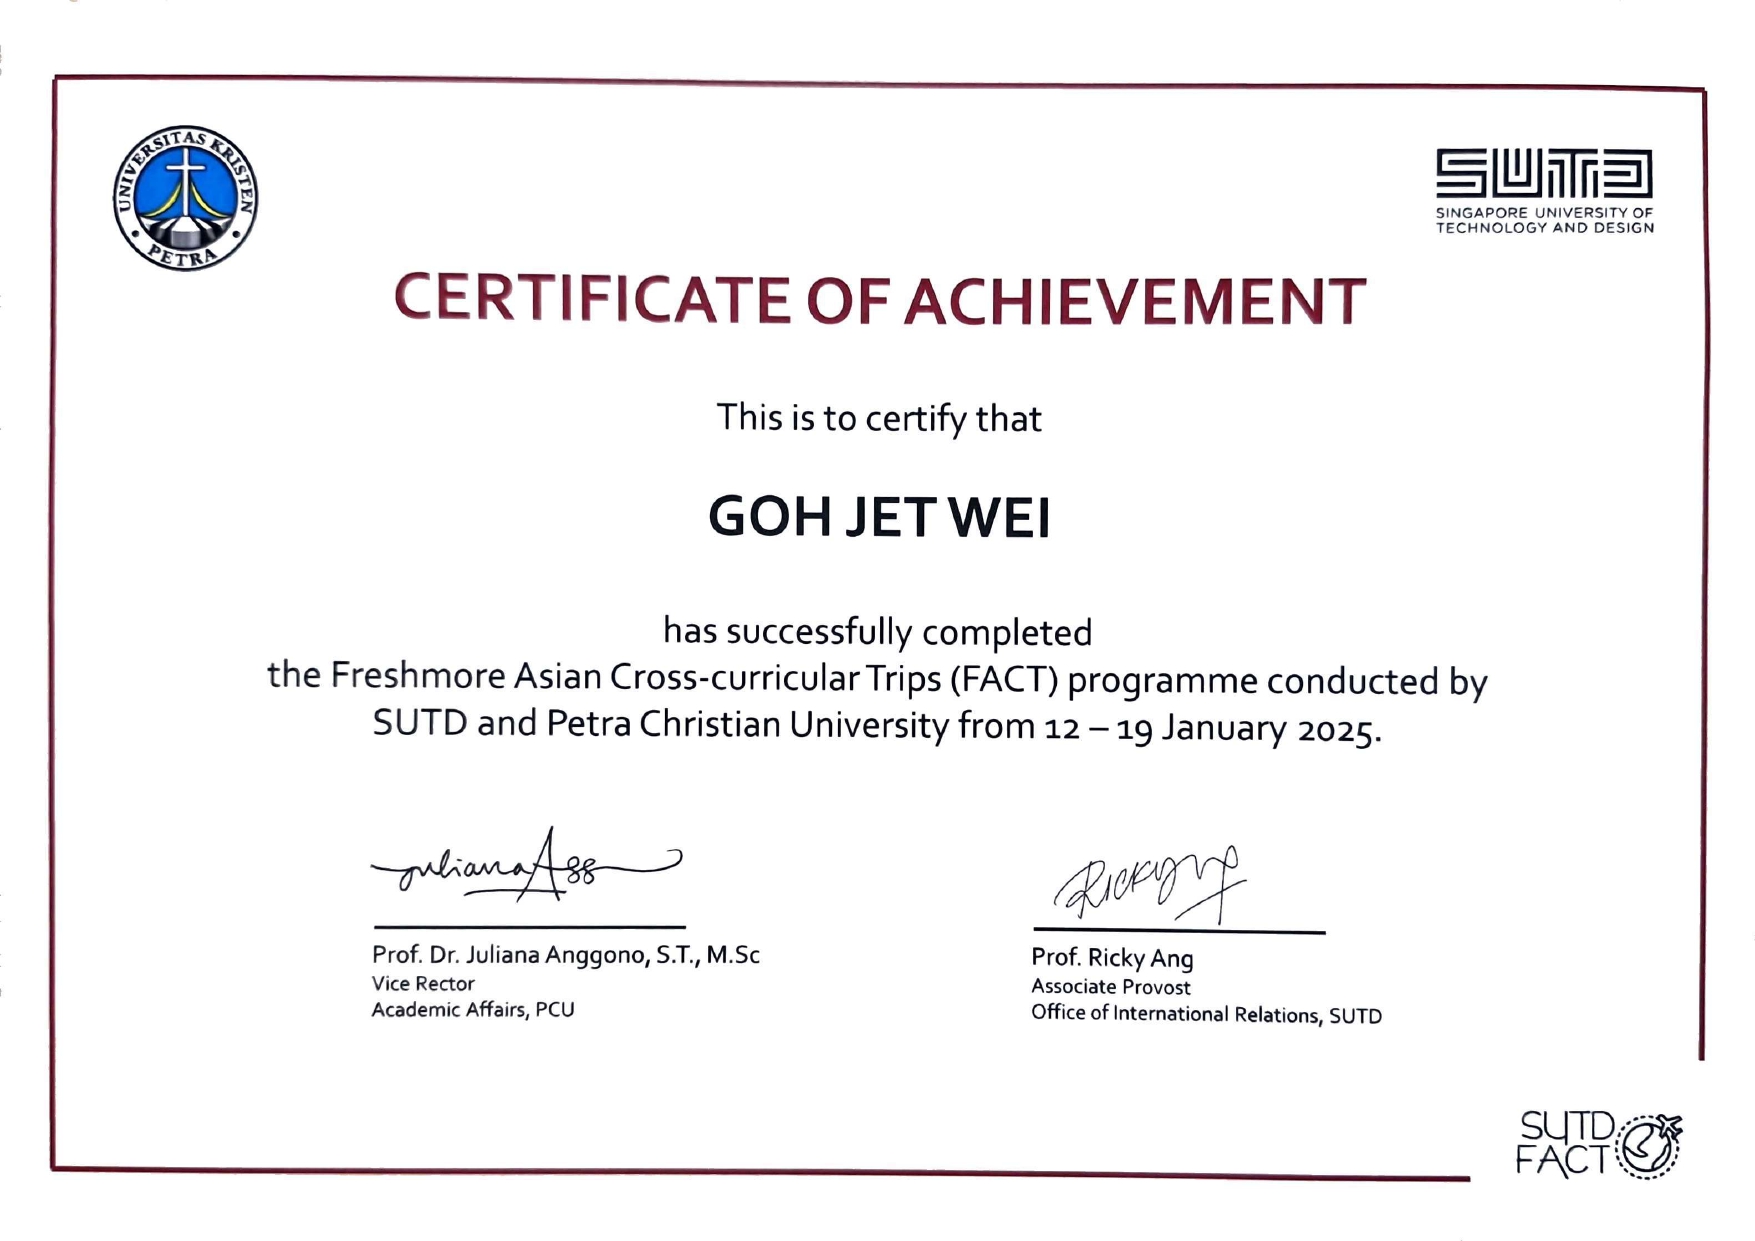 UNIVERSITAS KRISTEN
PETRA
SUTD
SINGAPORE UNIVERSITY OF
TECHNOLOGY AND DESIGN
CERTIFICATE OF ACHIEVEMENT
This is to certify that
GOH JET WEI
has successfully completed
the Freshmore Asian Cross-curricular Trips (FACT) programme conducted by
SUTD and Petra Christian University from 12 – 19 January 2025.
Juliana Agg
Ricky Ang
Prof. Dr. Juliana Anggono, S.T., M.Sc
Vice Rector
Academic Affairs, PCU
Prof. Ricky Ang
Associate Provost
Office of International Relations, SUTD
SUTD
FACT